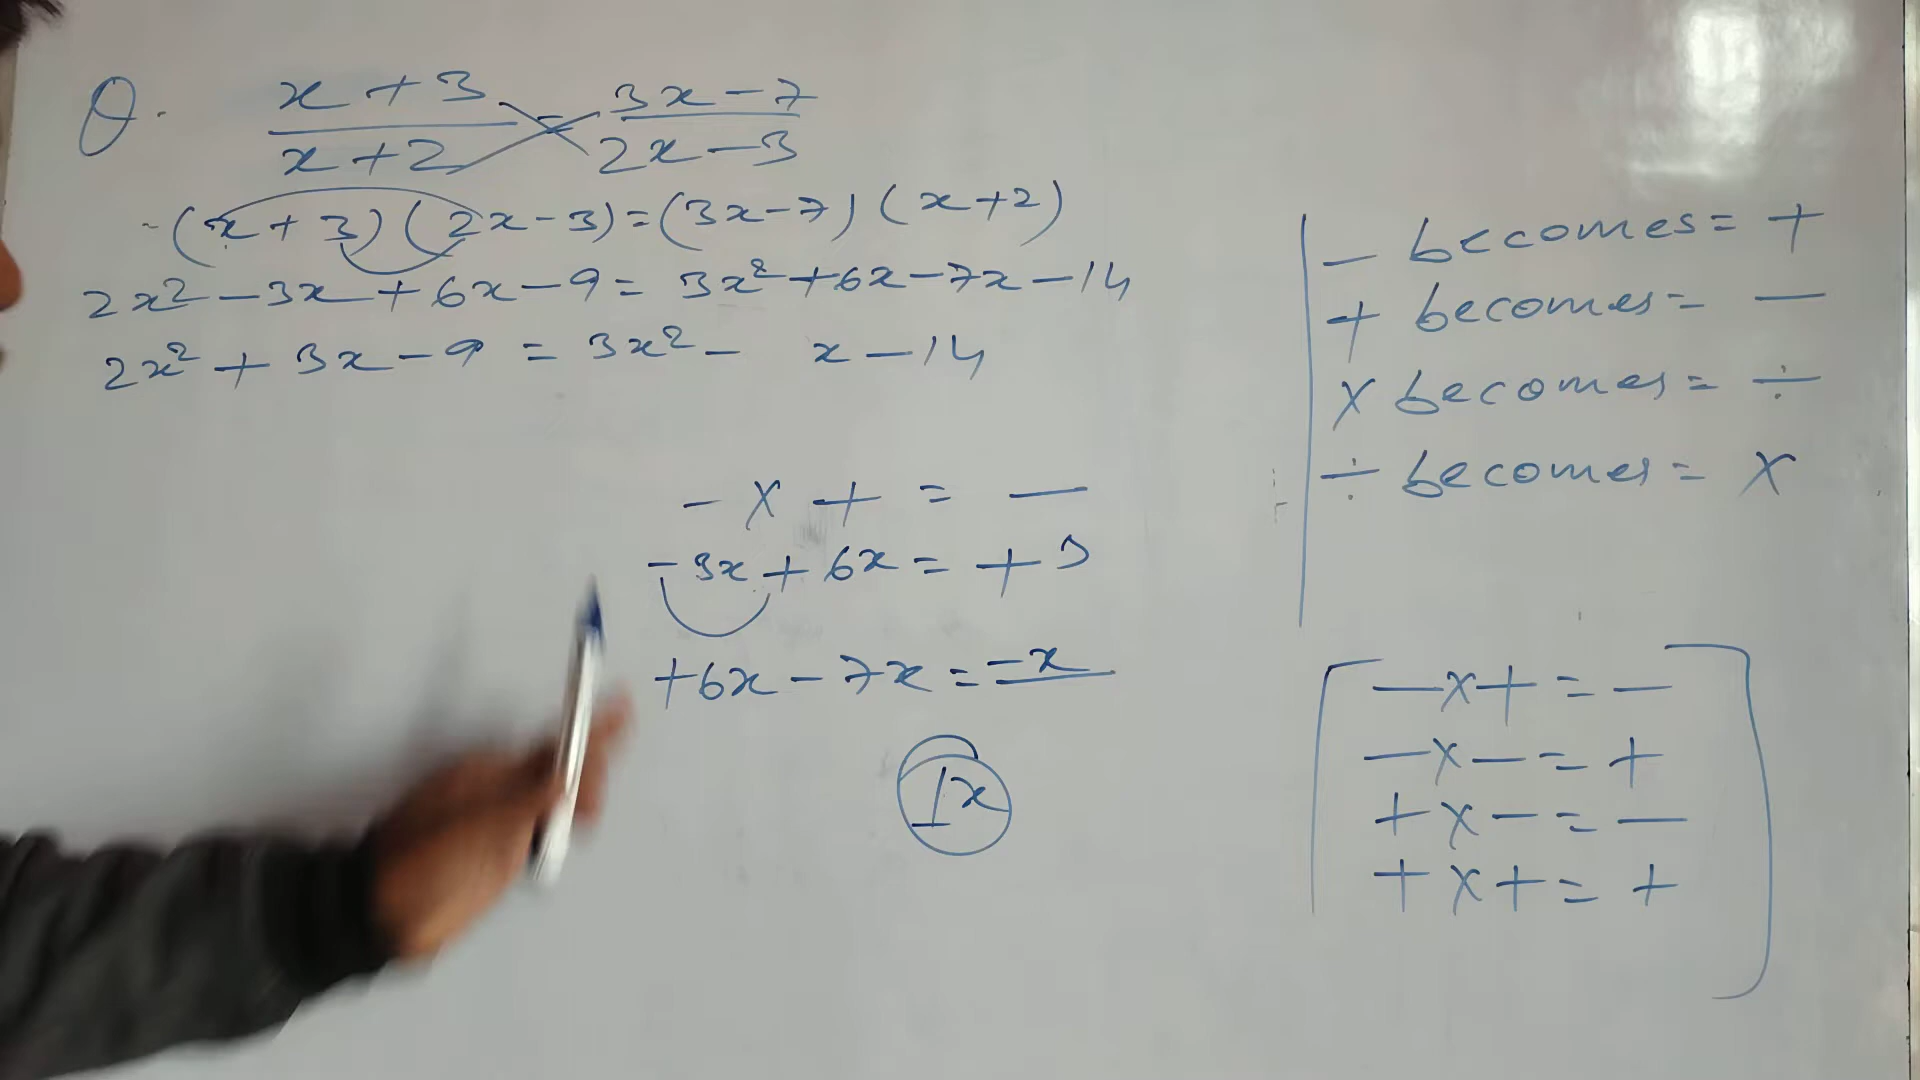 Q. x + 3 / x + 2 = 3x - 7 / 2x - 3
(x + 3) (2x - 3) = (3x - 7) (x + 2)
2x² - 3x + 6x - 9 = 3x² + 6x - 7x - 14
2x² + 3x - 9 = 3x² - x - 14
- × + = -
- 3x + 6x = + 3
+ 6x - 7x = - x
1x
- becomes = +
+ becomes = -
× becomes = ÷
÷ becomes = ×
- × + = -
- × - = +
+ × - = -
+ × + = +